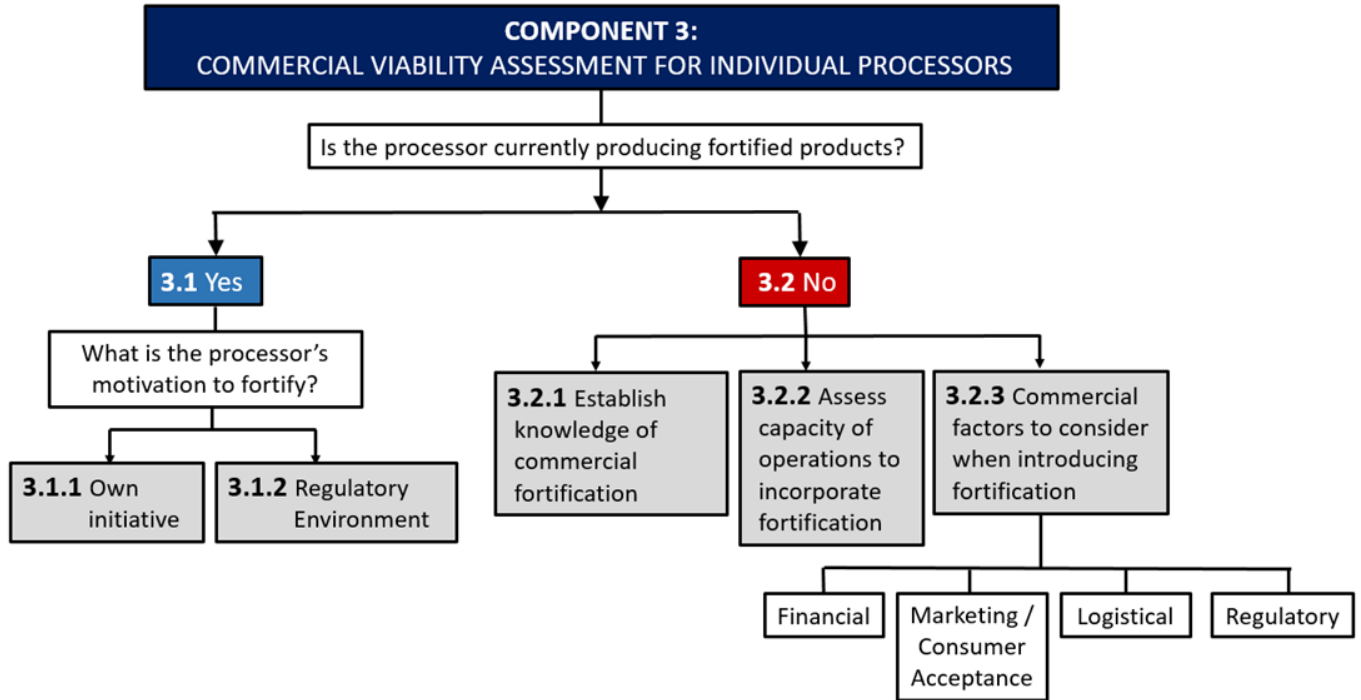 COMPONENT 3:
COMMERCIAL VIABILITY ASSESSMENT FOR INDIVIDUAL PROCESSORS
Is the processor currently producing fortified products?
3.1 Yes
3.2 No
What is the processor's
motivation to fortify?
3.1.1 Own
initiative
3.1.2 Regulatory
Environment
3.2.1 Establish
knowledge of
commercial
fortification
3.2.2 Assess
capacity of
operations to
incorporate
fortification
3.2.3 Commercial
factors to consider
when introducing
fortification
Financial
Marketing /
Consumer
Acceptance
Logistical
Regulatory